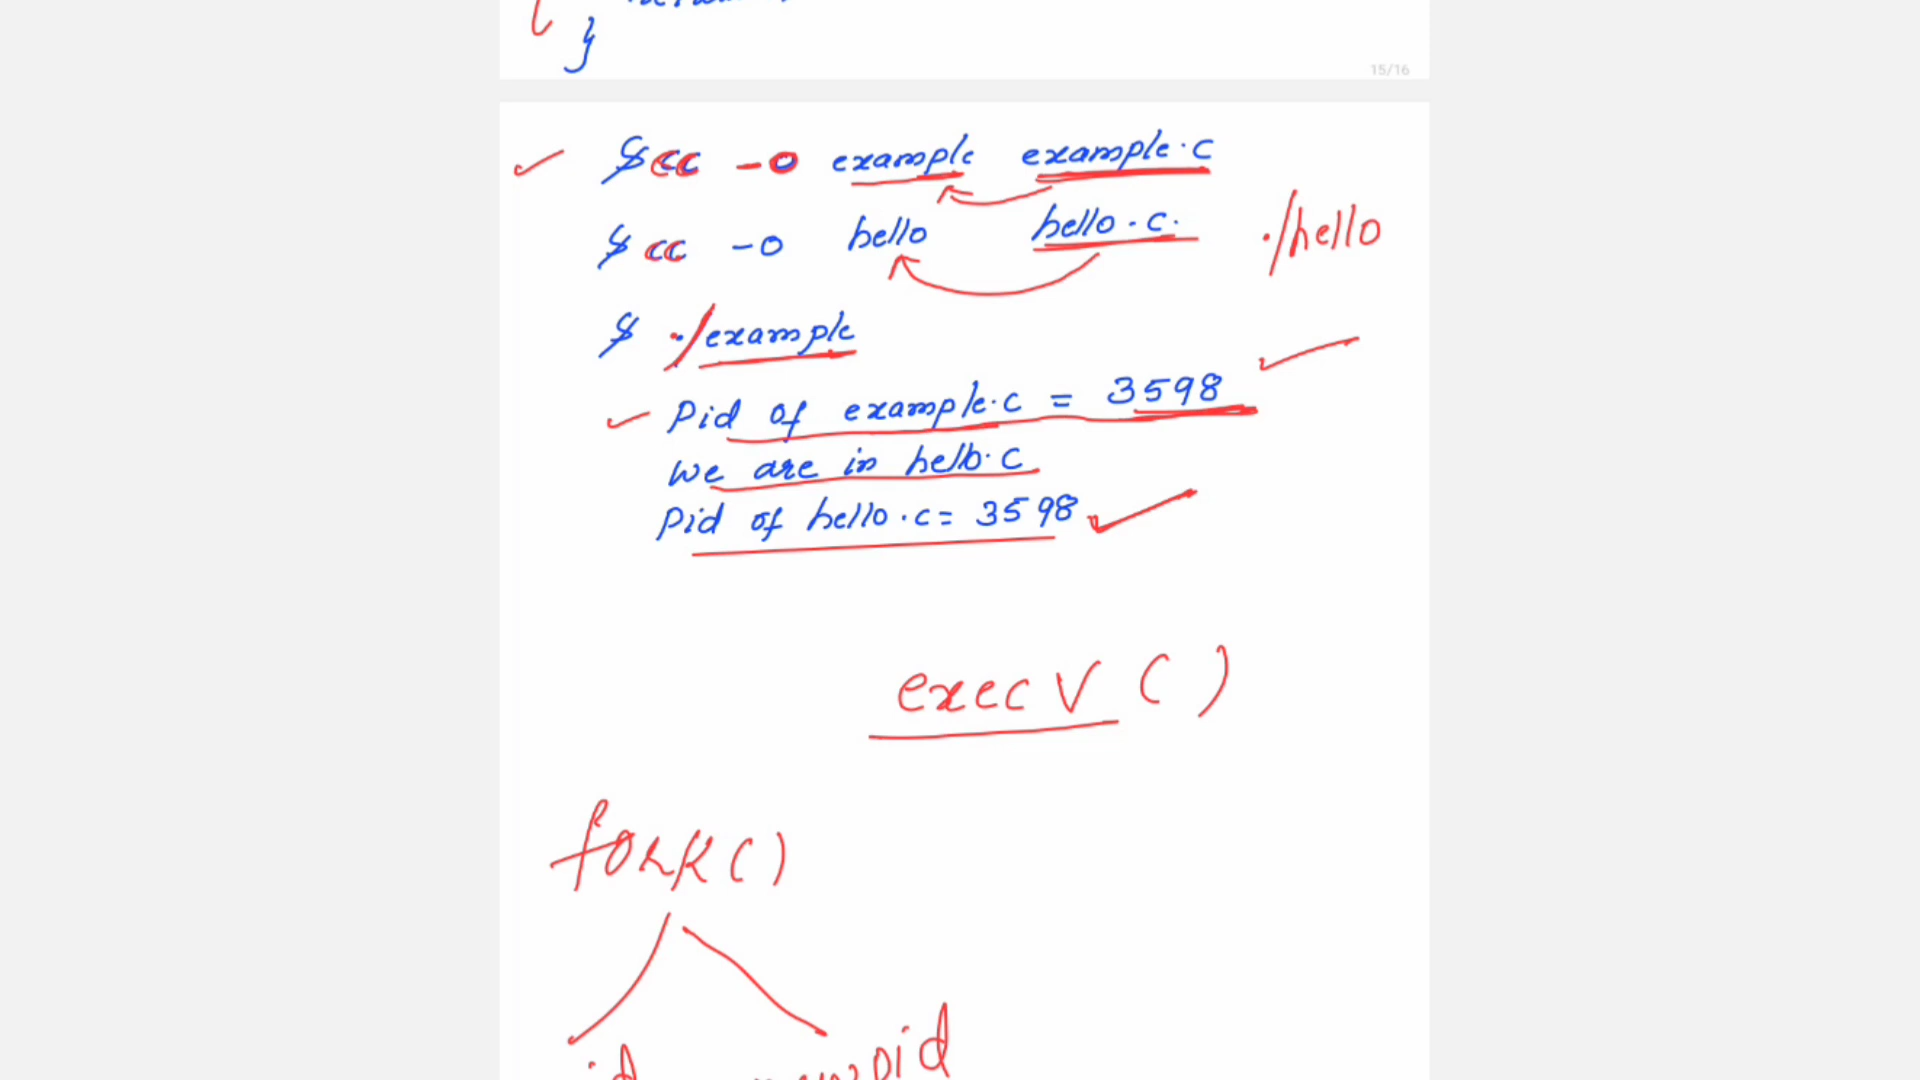 }
15/16
$ cc -o example example.c
$ cc -o hello hello.c. ./hello
$ ./example
Pid of example.c = 3598
We are in hello.c
Pid of hello.c = 3598
execV ( )
fork()